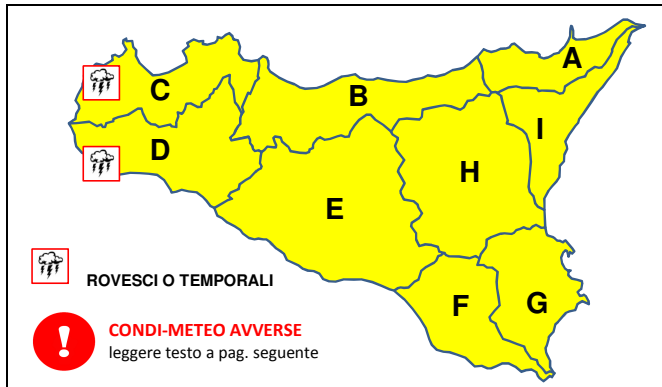 A
C
B
I
D
H
E
F
G
ROVESCI O TEMPORALI
CONDI-METEO AVVERSE
leggere testo a pag. seguente